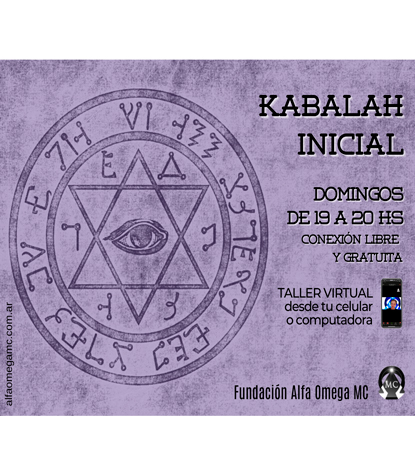 KABALAH
INICIAL
DOMINGOS
DE 19 A 20 HS
CONEXIÓN LIBRE
Y GRATUITA
TALLER VIRTUAL
desde tu celular
o computadora
Fundación Alfa Omega MC
MC
alfaomegamc.com.ar